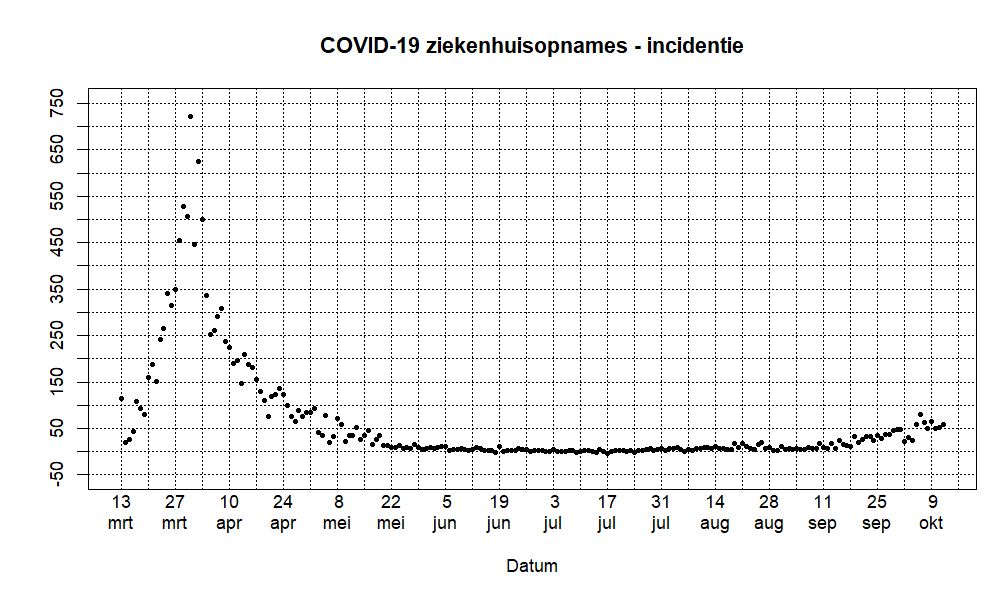 COVID-19 ziekenhuisopnames - incidentie
750
650
550
450
350
250
150
50
-50
13 27 10 24 8 22 5 19 3 17 31 14 28 11 25 9
mrt mrt apr apr mei mei jun jun jul jul jul aug aug sep sep okt
Datum